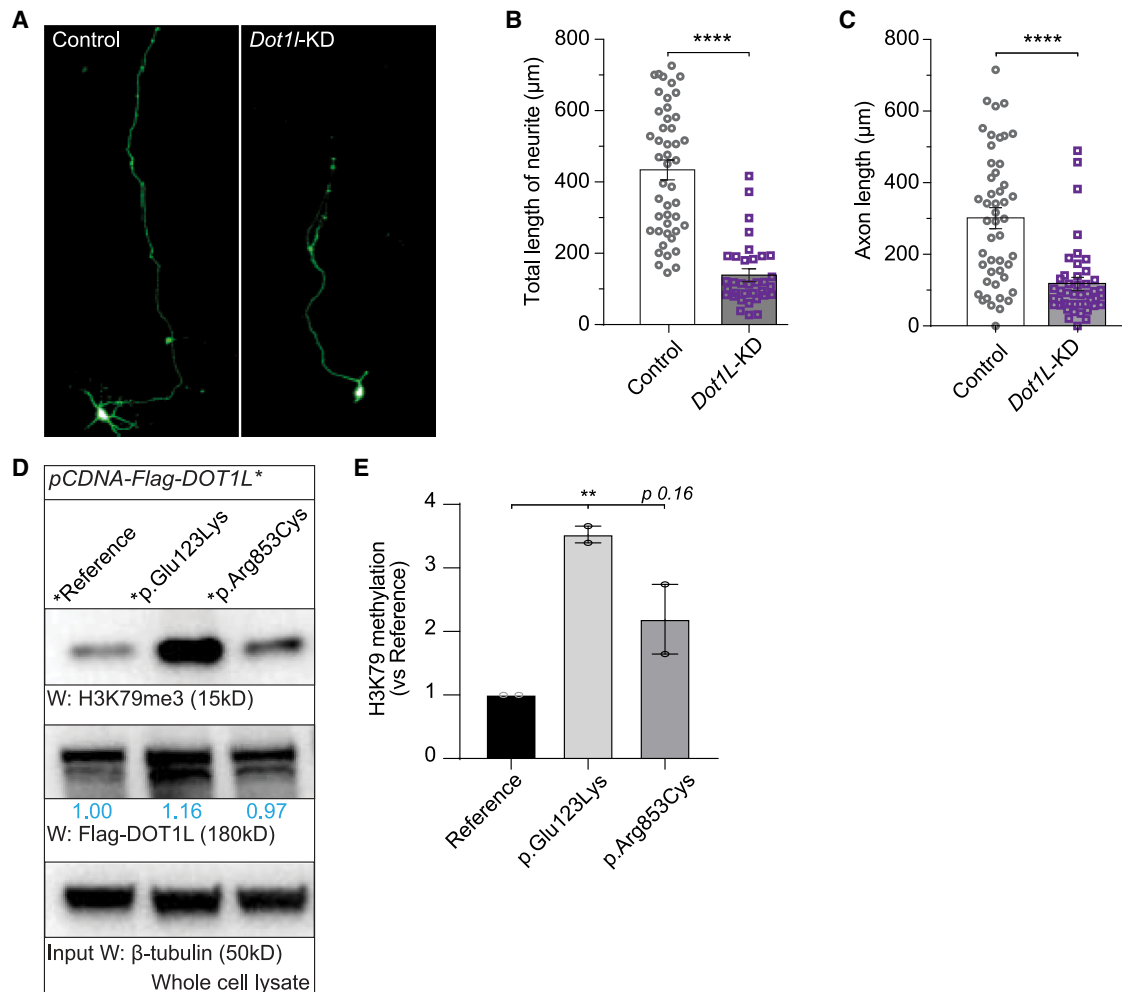 A
Control
Dot1l-KD
B
Total length of neurite (µm)
800
600
400
200
0
****
Control
Dot1L-KD
C
Axon length (µm)
800
600
400
200
0
****
Control
Dot1L-KD
D
pCDNA-Flag-DOT1L*
*Reference
*p.Glu123Lys
*p.Arg853Cys
W: H3K79me3 (15kD)
1.00 1.16 0.97
W: Flag-DOT1L (180kD)
Input W: β-tubulin (50kD)
Whole cell lysate
E
H3K79 methylation
(vs Reference)
4
3
2
1
0
**
p 0.16
Reference
p.Glu123Lys
p.Arg853Cys